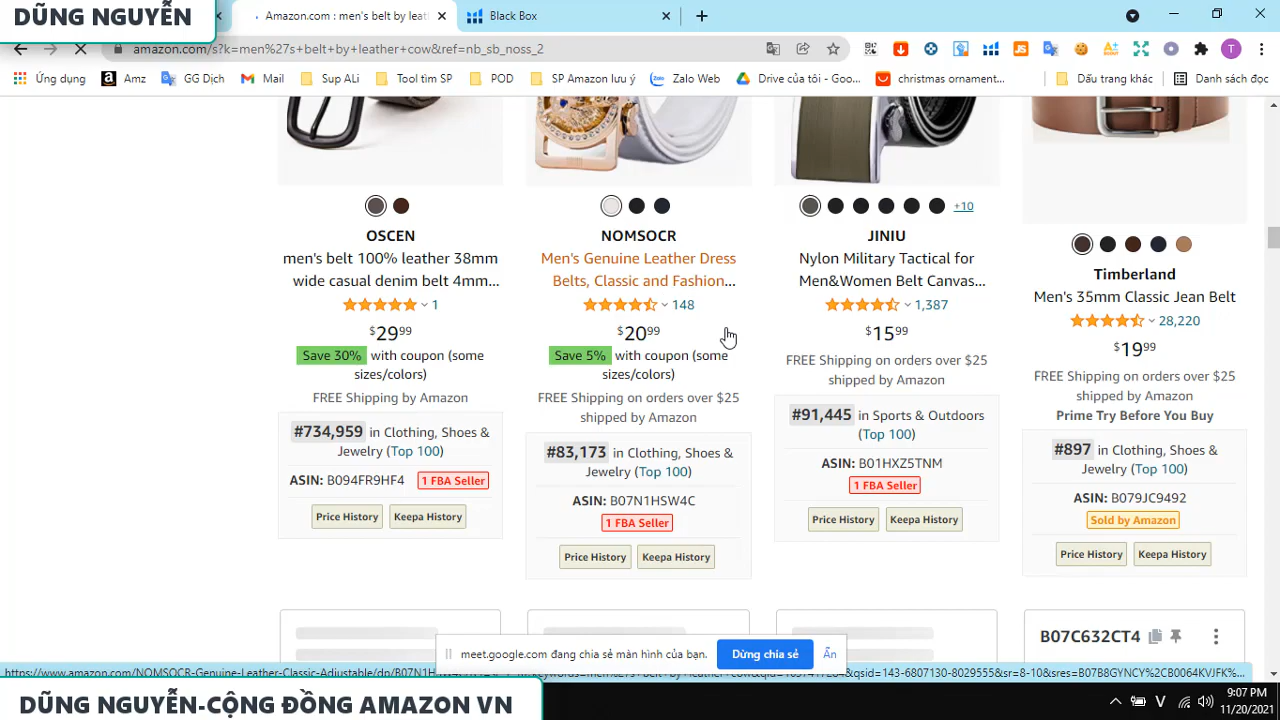 DŨNG NGUYỄN
Amazon.com : men's belt by leat
Black Box
amazon.com/s?k=men%27s+belt+by+leather+cow&ref=nb_sb_noss_2
Ứng dụng
Amz
GG Dịch
Mail
Sup ALi
Tool tìm SP
POD
SP Amazon lưu ý
Zalo Web
Drive của tôi - Goo...
christmas ornament...
Dấu trang khác
Danh sách đọc
+10
OSCEN
men's belt 100% leather 38mm
wide casual denim belt 4mm...
1
$29⁹⁹
Save 30% with coupon (some
sizes/colors)
FREE Shipping by Amazon
#734,959 in Clothing, Shoes &
Jewelry (Top 100)
ASIN: B094FR9HF4 1 FBA Seller
Price History Keepa History
NOMSOCR
Men's Genuine Leather Dress
Belts, Classic and Fashion...
148
$20⁹⁹
Save 5% with coupon (some
sizes/colors)
FREE Shipping on orders over $25
shipped by Amazon
#83,173 in Clothing, Shoes &
Jewelry (Top 100)
ASIN: B07N1HSW4C
1 FBA Seller
Price History Keepa History
JINIU
Nylon Military Tactical for
Men&Women Belt Canvas...
1,387
$15⁹⁹
FREE Shipping on orders over $25
shipped by Amazon
#91,445 in Sports & Outdoors
(Top 100)
ASIN: B01HXZ5TNM
1 FBA Seller
Price History Keepa History
Timberland
Men's 35mm Classic Jean Belt
28,220
$19⁹⁹
FREE Shipping on orders over $25
shipped by Amazon
Prime Try Before You Buy
#897 in Clothing, Shoes &
Jewelry (Top 100)
ASIN: B079JC9492
Sold by Amazon
Price History Keepa History
B07C632CT4
meet.google.com đang chia sẻ màn hình của bạn. Dừng chia sẻ Ẩn
DŨNG NGUYỄN-CỘNG ĐỒNG AMAZON VN
V
9:07 PM
11/20/2021